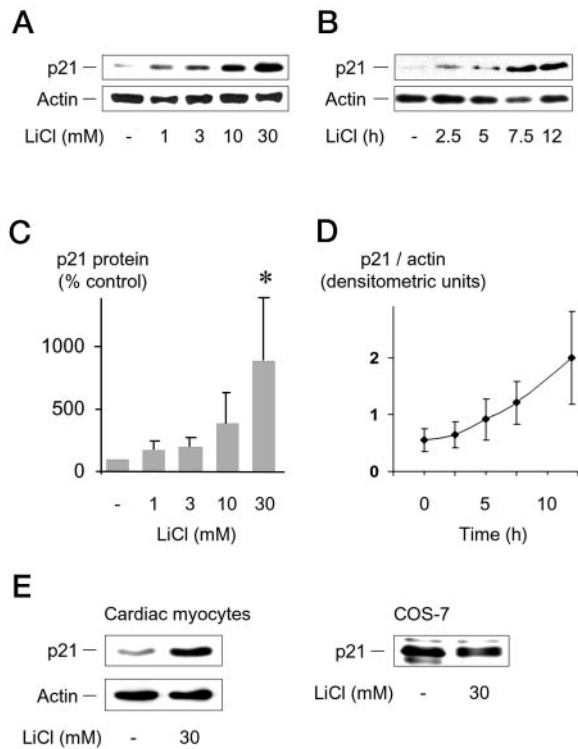 A
p21
Actin
LiCl (mM) - 1 3 10 30
B
p21
Actin
LiCl (h) - 2.5 5 7.5 12
C
p21 protein
(% control)
*
1000
500
0
- 1 3 10 30
LiCl (mM)
D
p21 / actin
(densitometric units)
2
1
0
0 5 10
Time (h)
E
Cardiac myocytes
p21
Actin
LiCl (mM) - 30
COS-7
p21
LiCl (mM) - 30